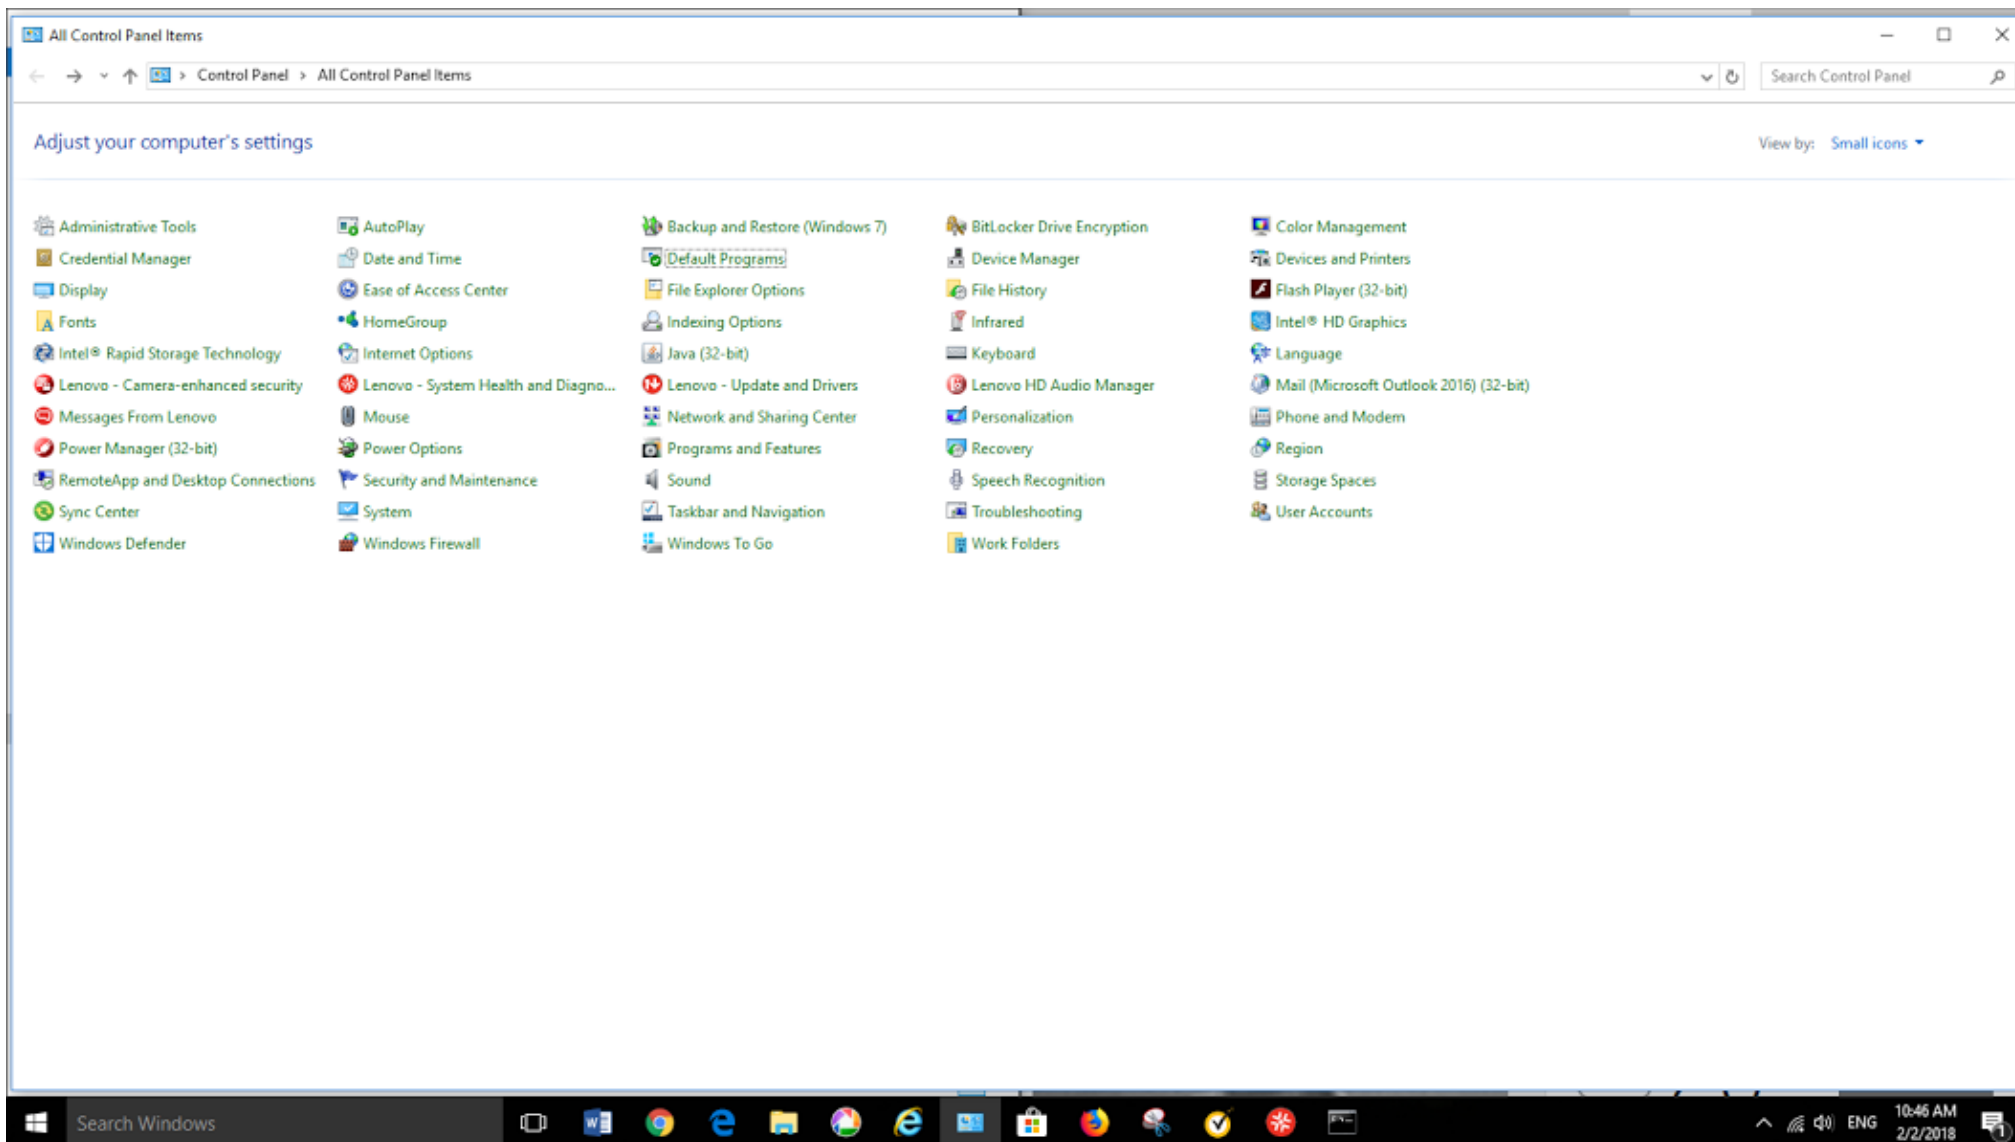 All Control Panel Items
Control Panel > All Control Panel Items
Search Control Panel
Adjust your computer's settings
View by: Small icons
Administrative Tools AutoPlay Backup and Restore (Windows 7) BitLocker Drive Encryption Color Management
Credential Manager Date and Time Default Programs Device Manager Devices and Printers
Display Ease of Access Center File Explorer Options File History Flash Player (32-bit)
Fonts HomeGroup Indexing Options Infrared Intel® HD Graphics
Intel® Rapid Storage Technology Internet Options Java (32-bit) Keyboard Language
Lenovo - Camera-enhanced security Lenovo - System Health and Diagno... Lenovo - Update and Drivers Lenovo HD Audio Manager Mail (Microsoft Outlook 2016) (32-bit)
Messages From Lenovo Mouse Network and Sharing Center Personalization Phone and Modem
Power Manager (32-bit) Power Options Programs and Features Recovery Region
RemoteApp and Desktop Connections Security and Maintenance Sound Speech Recognition Storage Spaces
Sync Center System Taskbar and Navigation Troubleshooting User Accounts
Windows Defender Windows Firewall Windows To Go Work Folders
Search Windows
ENG
10:46 AM
2/2/2018